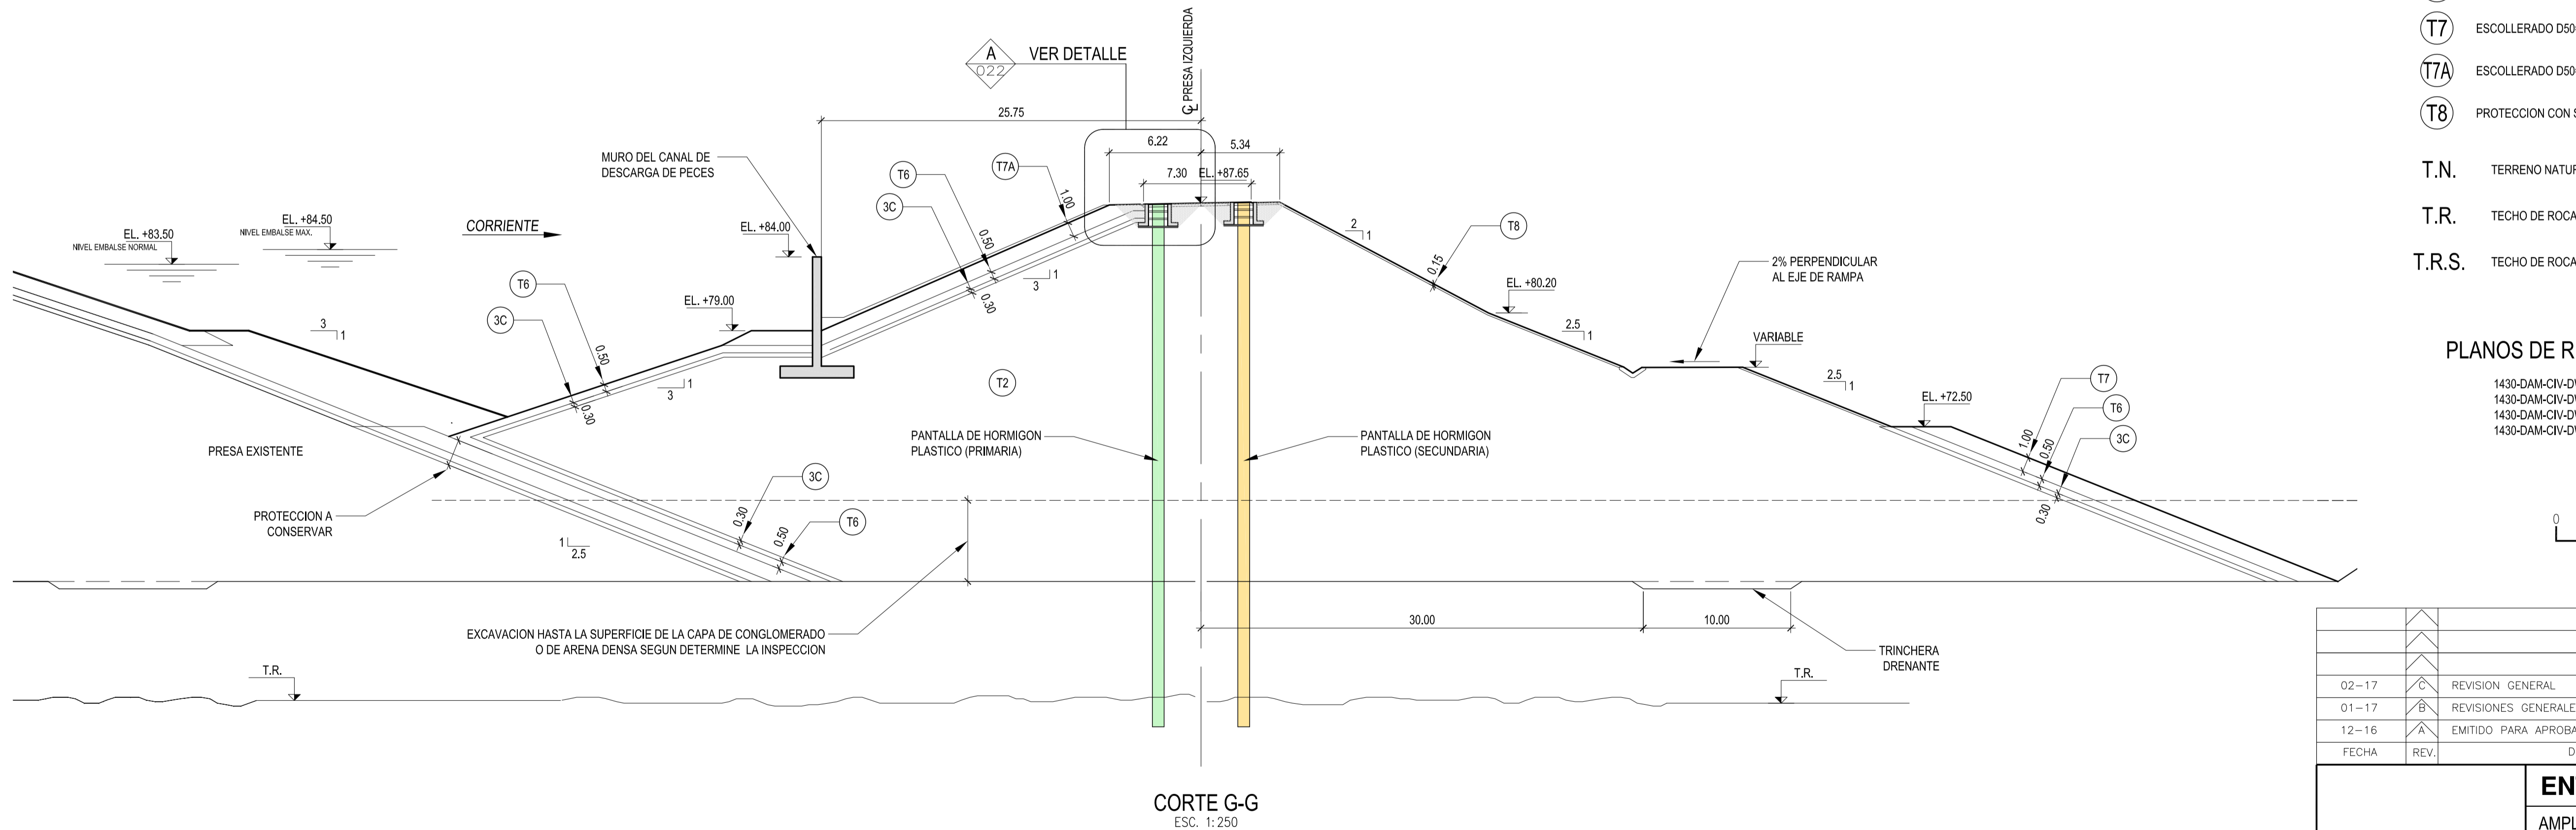 CORTE G-G
ESC. 1:250
A
022
VER DETALLE
℄ PRESA IZQUIERDA
25.75
6.22
5.34
7.30
EL. +87.65
MURO DEL CANAL DE
DESCARGA DE PECES
T6
3C
T7A
1.00
0.50
0.30
3
1
EL. +84.00
EL. +79.00
EL. +83.50
NIVEL EMBALSE NORMAL
EL. +84.50
NIVEL EMBALSE MAX.
CORRIENTE
T6
3C
0.50
0.30
3
1
3
1
PRESA EXISTENTE
PROTECCION A
CONSERVAR
1
2.5
3C
0.30
0.50
T6
T2
PANTALLA DE HORMIGON
PLASTICO (PRIMARIA)
PANTALLA DE HORMIGON
PLASTICO (SECUNDARIA)
2
1
0.15
T8
EL. +80.20
2.5
1
2% PERPENDICULAR
AL EJE DE RAMPA
VARIABLE
2.5
1
EL. +72.50
T7
T6
3C
1.00
0.50
0.30
EXCAVACION HASTA LA SUPERFICIE DE LA CAPA DE CONGLOMERADO
O DE ARENA DENSA SEGUN DETERMINE LA INSPECCION
30.00
10.00
TRINCHERA
DRENANTE
T.R.
T.R.
T7 ESCOLLERADO D50
T7A ESCOLLERADO D50
T8 PROTECCION CON
T.N. TERRENO
T.R. TECHO DE ROCA
T.R.S. TECHO DE ROCA
PLANOS DE R
1430-DAM-CIV-D
1430-DAM-CIV-D
1430-DAM-CIV-D
1430-DAM-CIV-D
0
02-17 C REVISION GENERAL
01-17 B REVISIONES GENERALE
12-16 A EMITIDO PARA APROBA
FECHA REV. D
EN
AMPL